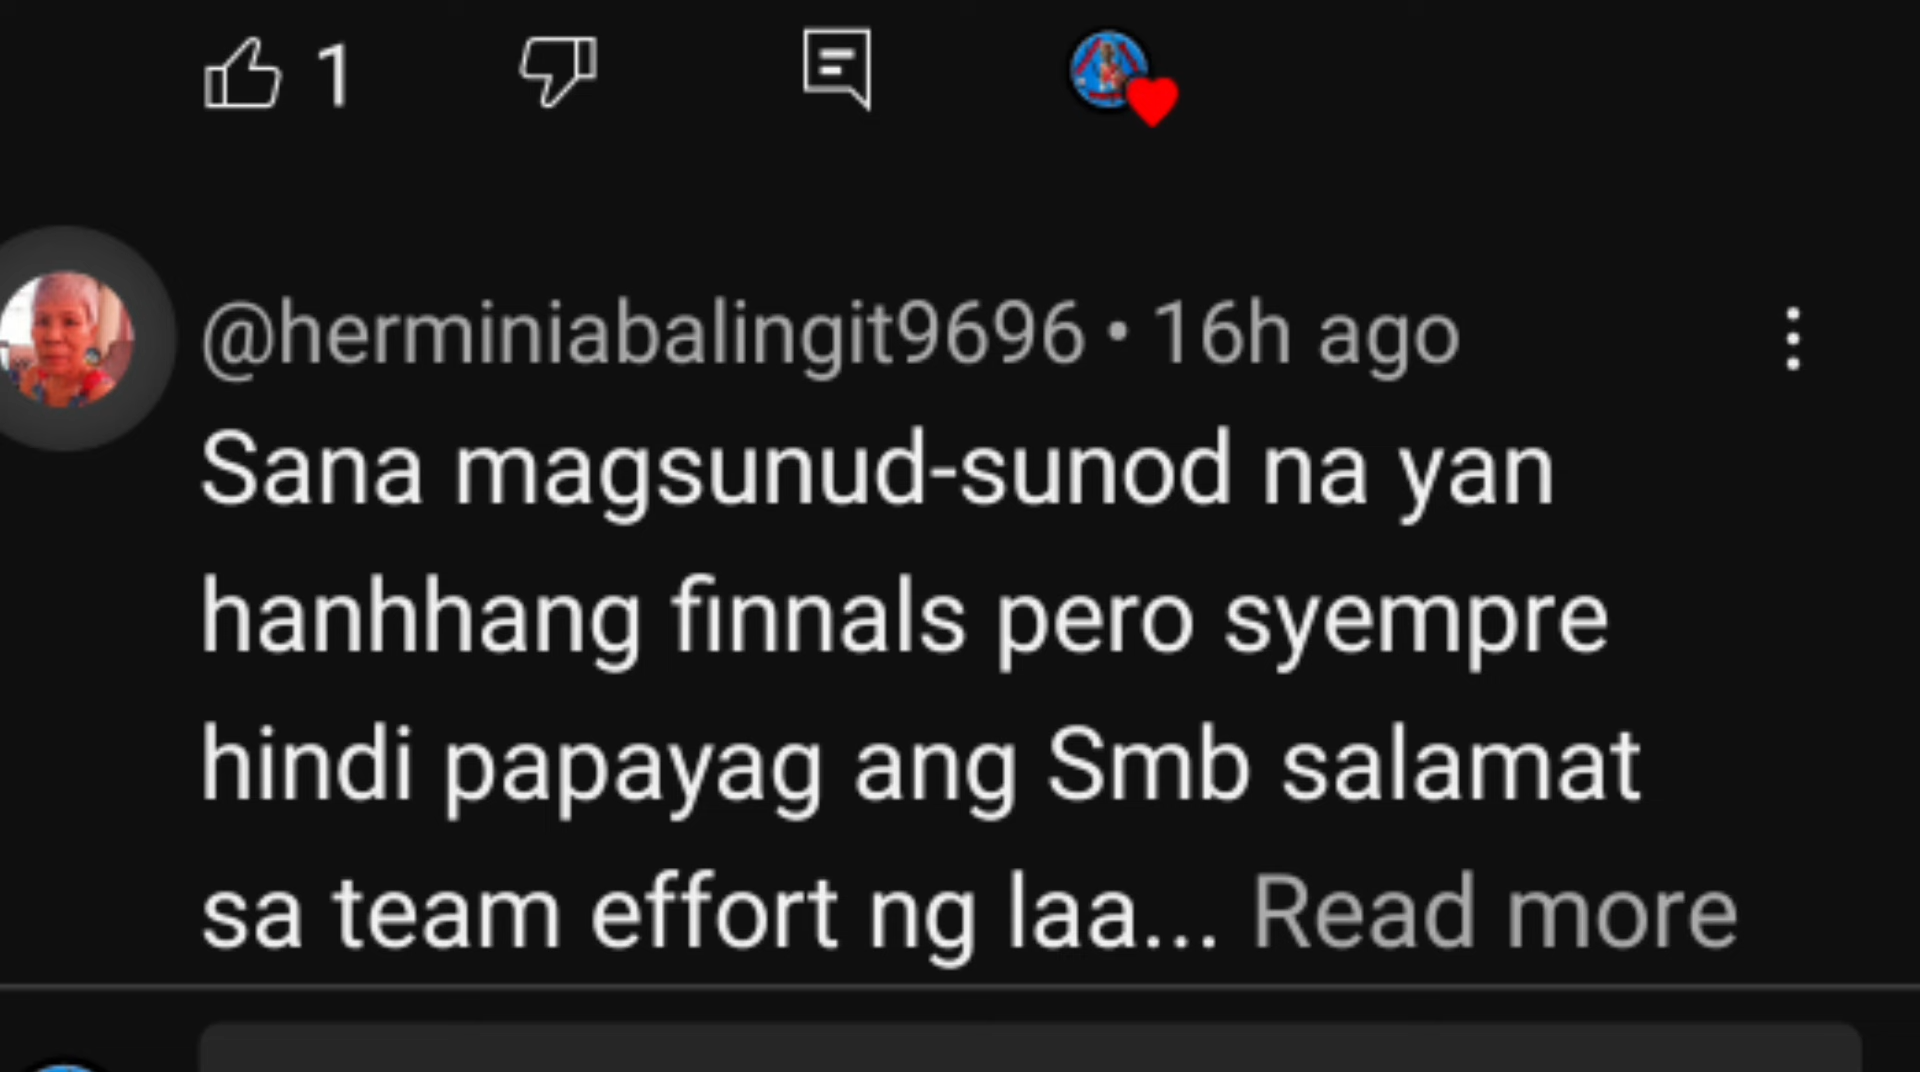 1
@herminiabalingit9696 • 16h ago
Sana magsunud-sunod na yan
hanhhang finnals pero syempre
hindi papayag ang Smb salamat
sa team effort ng laa... Read more